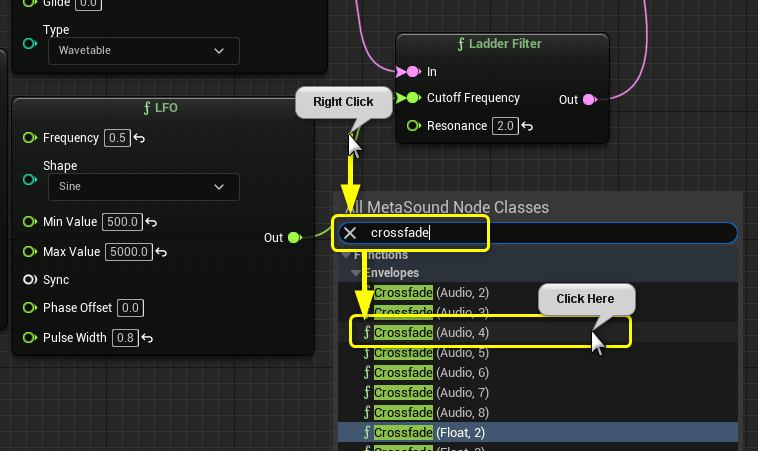 Glide 0.0
Type
Wavetable
f Ladder Filter
In
Cutoff Frequency
Out
Resonance 2.0
Right Click
f LFO
Frequency 0.5
Shape
Sine
Min Value 500.0
Out
Max Value 5000.0
Sync
Phase Offset 0.0
Pulse Width 0.8
All MetaSound Node Classes
crossfade
Functions
Envelopes
f Crossfade (Audio, 2)
Click Here
f Crossfade (Audio, 3)
f Crossfade (Audio, 4)
f Crossfade (Audio, 5)
f Crossfade (Audio, 6)
f Crossfade (Audio, 7)
f Crossfade (Audio, 8)
f Crossfade (Float, 2)